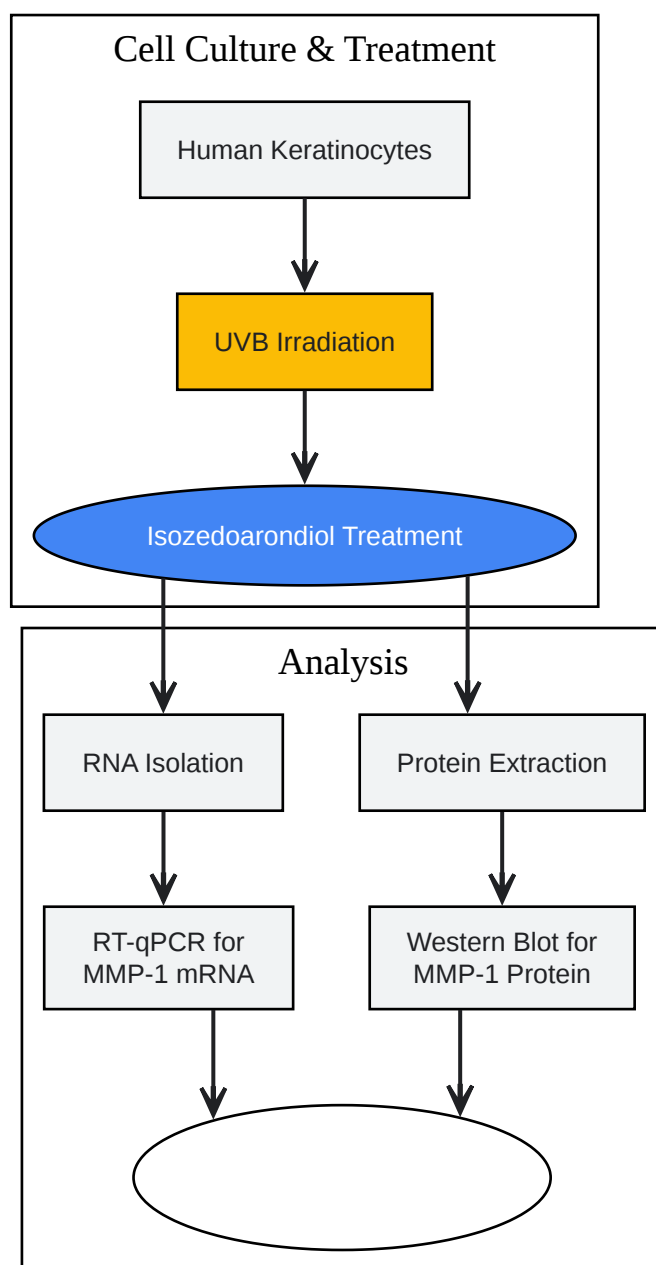 Cell Culture & Treatment
Human Keratinocytes
UVB Irradiation
Isozedoarondiol Treatment
Analysis
RNA Isolation
Protein Extraction
RT-qPCR for
MMP-1 mRNA
Western Blot for
MMP-1 Protein